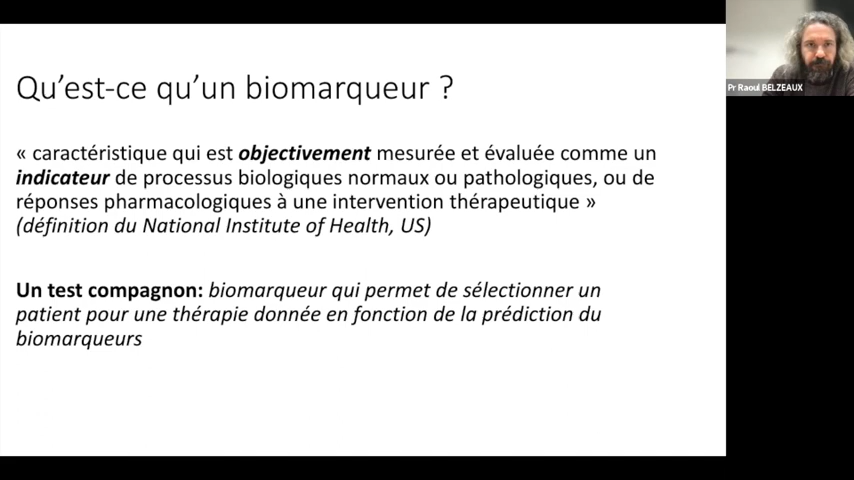 Qu’est-ce qu’un biomarqueur ?
« caractéristique qui est objectivement mesurée et évaluée comme un
indicateur de processus biologiques normaux ou pathologiques, ou de
réponses pharmacologiques à une intervention thérapeutique »
(définition du National Institute of Health, US)
Un test compagnon: biomarqueur qui permet de sélectionner un
patient pour une thérapie donnée en fonction de la prédiction du
biomarqueurs
Pr Raoul BELZEAUX